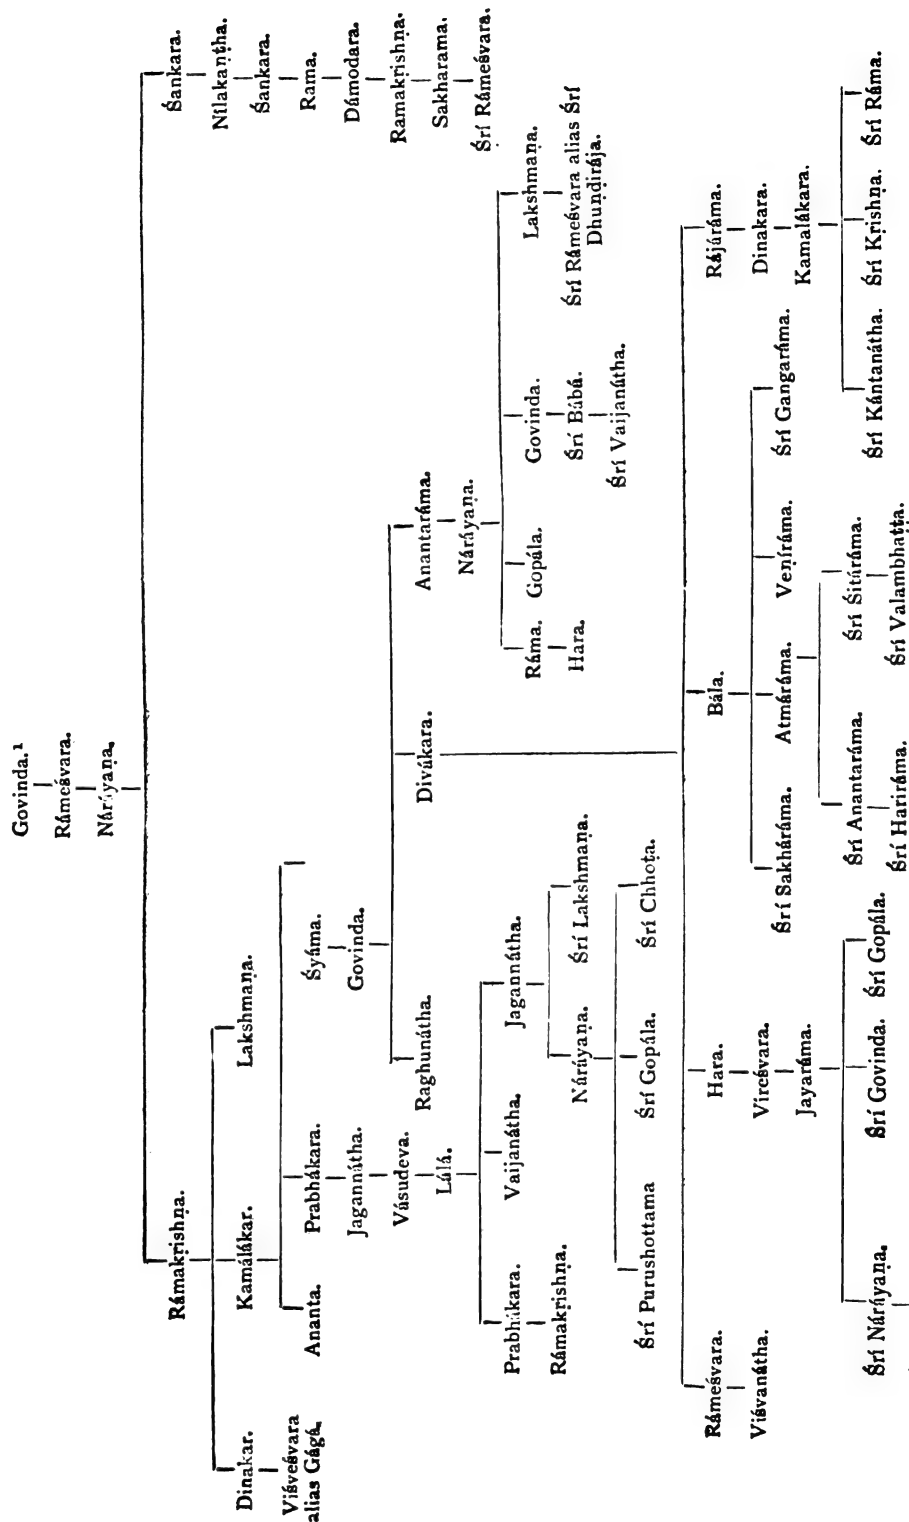 Govinda.¹
Rámeśvara.
Náráyaṇa.
Rámakṛishṇa. Śankara.
Nílakaṇṭha.
Dinakar. Kamálákar. Lakshmaṇa. Śankara.
Viśveśvara
alias Gágá. Ananta. Prabhákara. Śyáma. Rama.
Jagannátha. Govinda. Dámodara.
Vásudeva. Ramakṛishṇa.
Raghunátha. Divákara. Anantaráma.
Lálá. Sakharama.
Náráyaṇa. Śrí Rámeśvara.
Prabhákara. Vaijanátha. Jagannátha. Ráma. Gopála. Govinda. Lakshmaṇa.
Rámakṛishṇa. Náráyaṇa. Śrí Lakshmaṇa. Hara. Śrí Bábá. Śrí Rámeśvara alias Śrí
Dhuṇḍirája.
Śrí Vaijanátha.
Śrí Purushottama Śrí Gopála. Śrí Chhoṭa.
Rámeśvara. Hara. Bála. Rájáráma.
Viśvanátha. Vireśvara. Dinakara.
Śrí Sakháráma. Atmáráma. Veṇíráma. Śrí Gangaráma.
Jayaráma. Kamalákara.
Śrí Anantaráma. Śrí Śitáráma.
Śrí Náráyaṇa. Śrí Govinda. Śrí Gopála. Śrí Kántanátha. Śrí Kṛishṇa. Śrí Ráma.
Śrí Hariráma. Śrí Valambhaṭṭa.